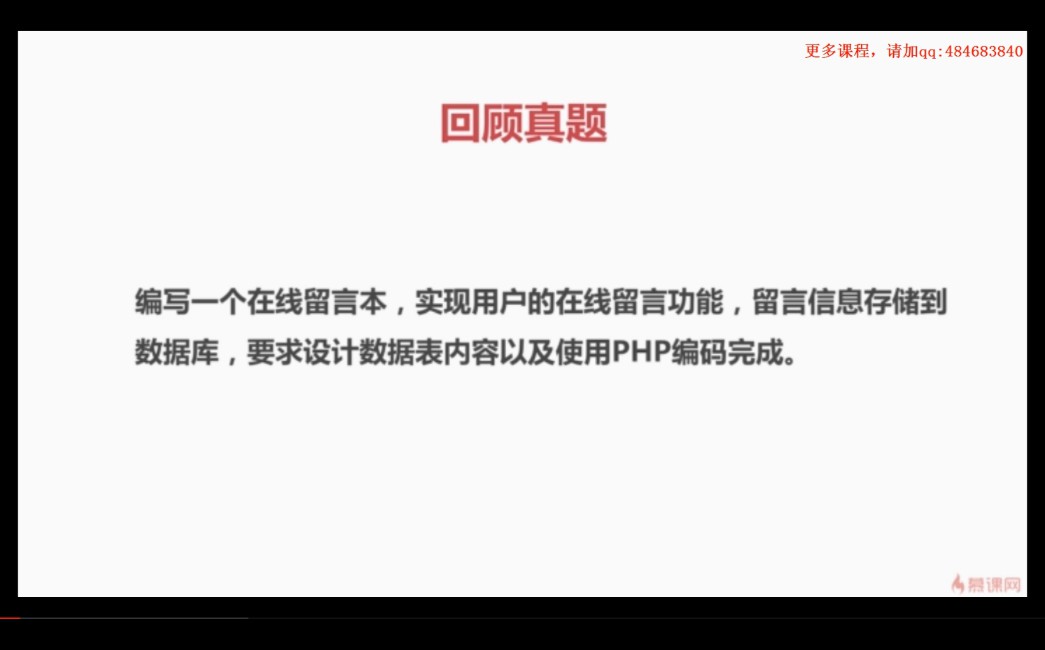 更多课程，请加qq:484683840
回顾真题
编写一个在线留言本，实现用户的在线留言功能，留言信息存储到
数据库，要求设计数据表内容以及使用PHP编码完成。
慕课网